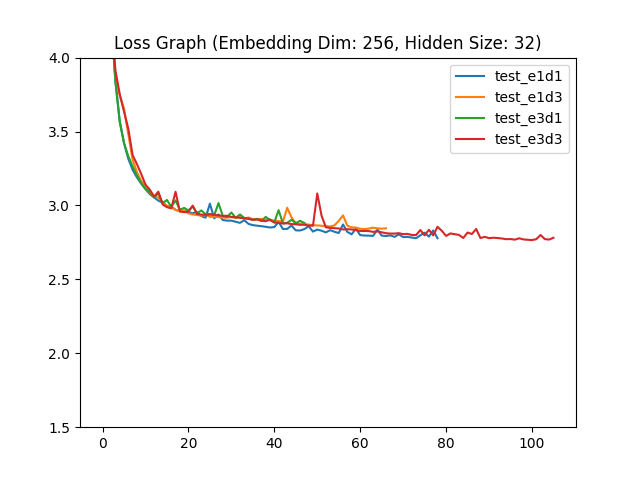 Loss Graph (Embedding Dim: 256, Hidden Size: 32)
4.0
3.5
3.0
2.5
2.0
1.5
0
20
40
60
80
100
test_e1d1
test_e1d3
test_e3d1
test_e3d3